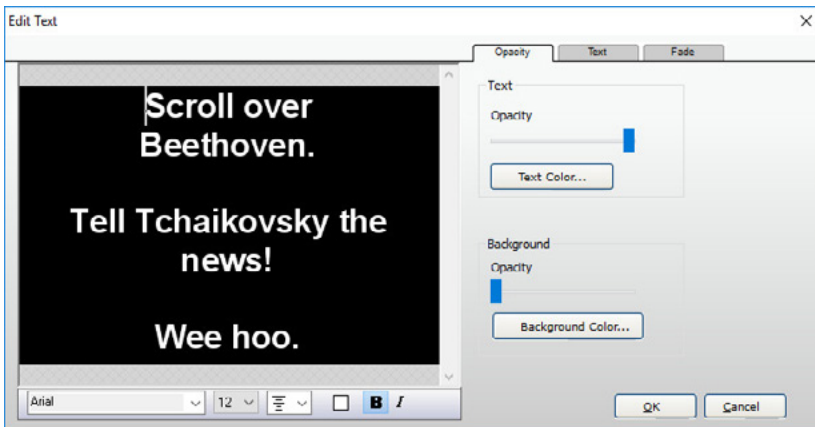 Edit Text
Opacity Text Fade
Scroll over
Beethoven.
Tell Tchaikovsky the
news!
Wee hoo.
Text
Opacity
Text Color...
Background
Opacity
Background Color...
Arial 12 B I
OK Cancel